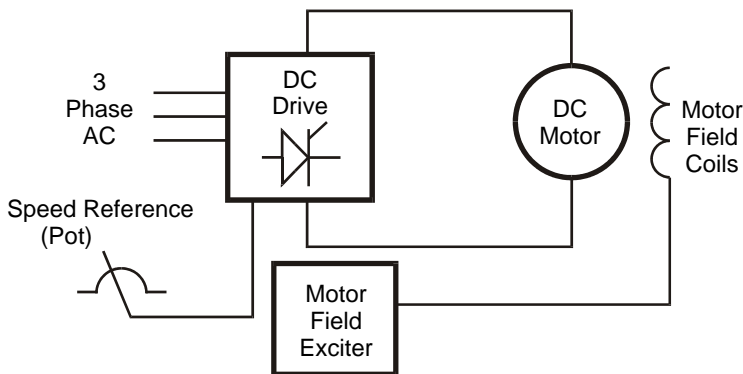 3
Phase
AC
DC
Drive
DC
Motor
Motor
Field
Coils
Speed Reference
(Pot)
Motor
Field
Exciter